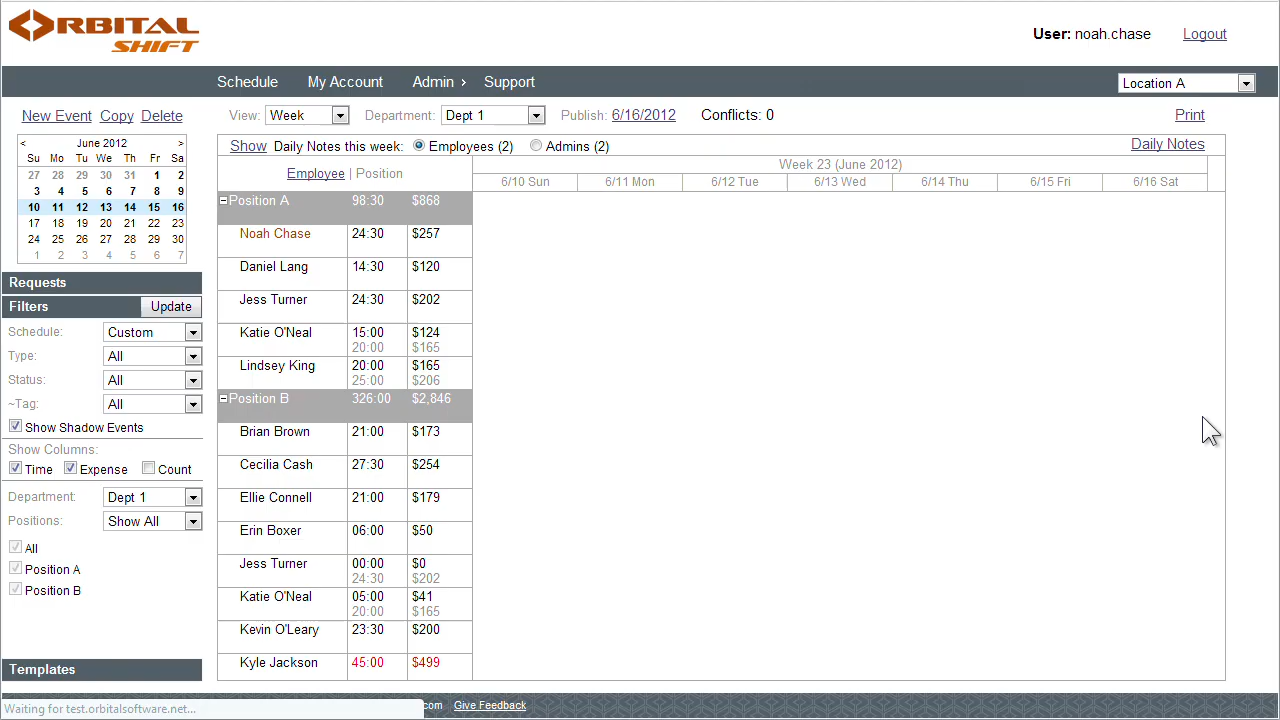 ORBITAL
SHIFT
User: noah.chase Logout
Schedule My Account Admin › Support
Location A
New Event Copy Delete
View: Week Department: Dept 1 Publish: 6/16/2012 Conflicts: 0 Print
< June 2012 >
Su Mo Tu We Th Fr Sa
27 28 29 30 31 1 2
3 4 5 6 7 8 9
10 11 12 13 14 15 16
17 18 19 20 21 22 23
24 25 26 27 28 29 30
1 2 3 4 5 6 7
Requests
Filters Update
Schedule: Custom
Type: All
Status: All
~Tag: All
Show Shadow Events
Show Columns:
Time Expense Count
Department: Dept 1
Positions: Show All
All
Position A
Position B
Templates
Show Daily Notes this week: Employees (2) Admins (2) Daily Notes
Employee | Position
Week 23 (June 2012)
6/10 Sun 6/11 Mon 6/12 Tue 6/13 Wed 6/14 Thu 6/15 Fri 6/16 Sat
Position A 98:30 $868
Noah Chase 24:30 $257
Daniel Lang 14:30 $120
Jess Turner 24:30 $202
Katie O'Neal 15:00 $124
20:00 $165
Lindsey King 20:00 $165
25:00 $206
Position B 326:00 $2,846
Brian Brown 21:00 $173
Cecilia Cash 27:30 $254
Ellie Connell 21:00 $179
Erin Boxer 06:00 $50
Jess Turner 00:00 $0
24:30 $202
Katie O'Neal 05:00 $41
20:00 $165
Kevin O'Leary 23:30 $200
Kyle Jackson 45:00 $499
Waiting for test.orbitalsoftware.net... com Give Feedback